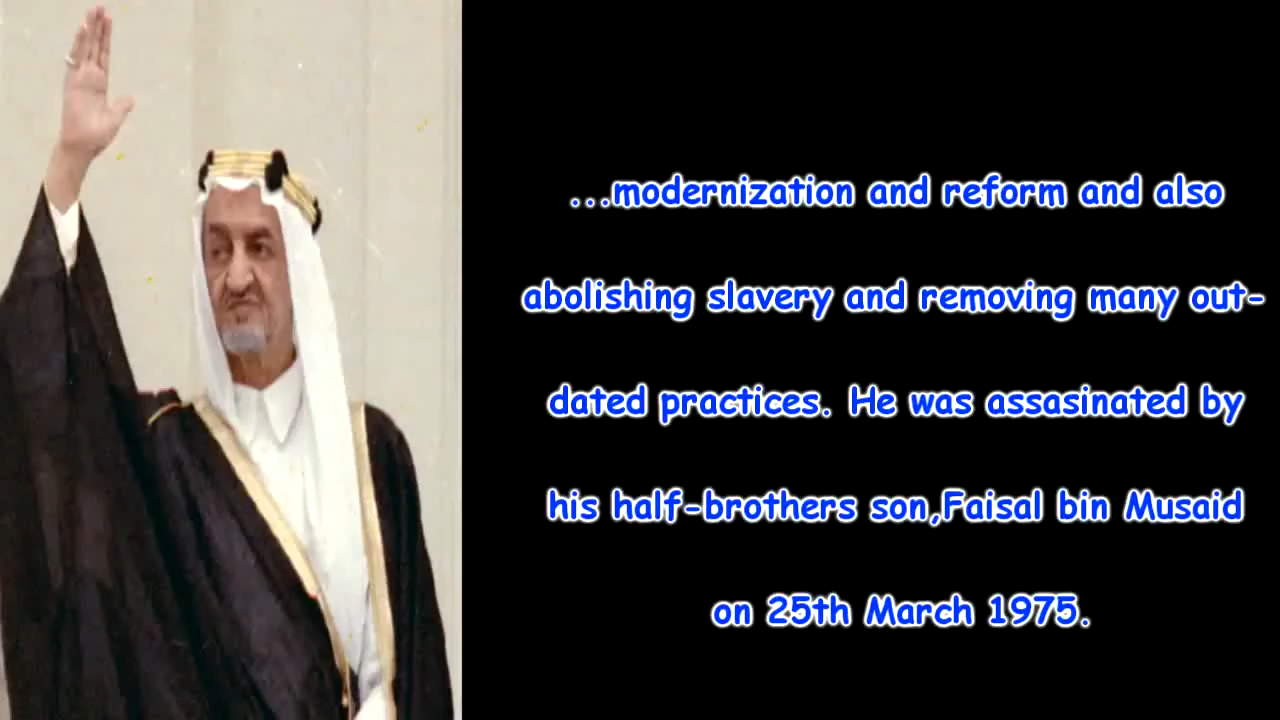 ...modernization and reform and also
abolishing slavery and removing many out-
dated practices. He was assasinated by
his half-brothers son,Faisal bin Musaid
on 25th March 1975.